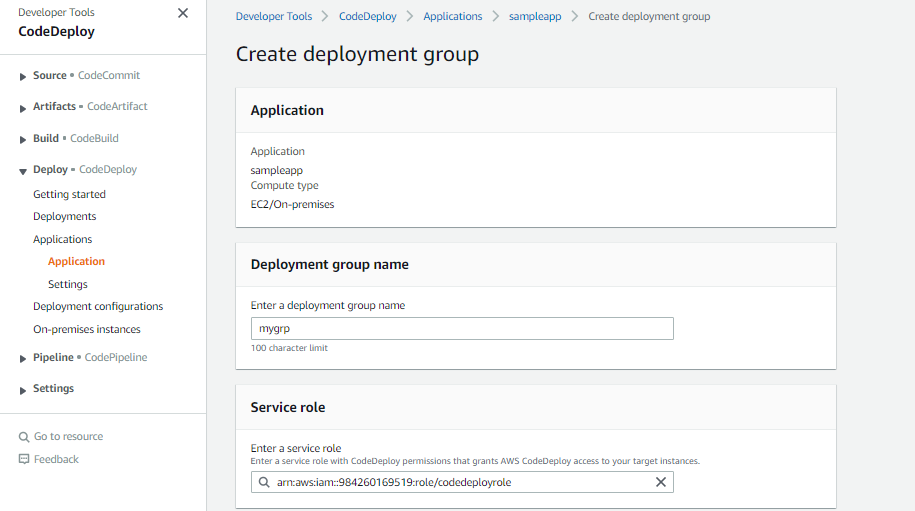 Developer Tools
CodeDeploy
Source • CodeCommit
Artifacts • CodeArtifact
Build • CodeBuild
Deploy • CodeDeploy
Getting started
Deployments
Applications
Application
Settings
Deployment configurations
On-premises instances
Pipeline • CodePipeline
Settings
Go to resource
Feedback
Developer Tools > CodeDeploy > Applications > sampleapp > Create deployment group
Create deployment group
Application
Application
sampleapp
Compute type
EC2/On-premises
Deployment group name
Enter a deployment group name
mygrp
100 character limit
Service role
Enter a service role
Enter a service role with CodeDeploy permissions that grants AWS CodeDeploy access to your target instances.
arn:aws:iam::984260169519:role/codedeployrole